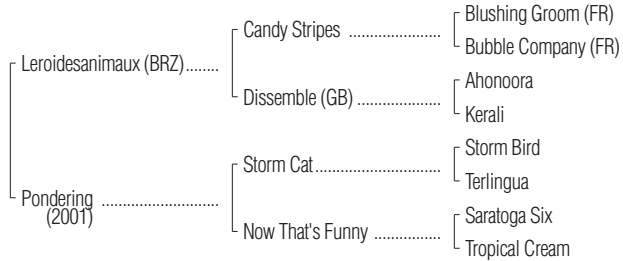 Blushing Groom (FR)
Candy Stripes ....................
Bubble Company (FR)
Leroidesanimaux (BRZ)........
Ahonoora
Dissemble (GB) ..................
Kerali
Storm Bird
Storm Cat...........................
Terlingua
Pondering ..........................
(2001)
Saratoga Six
Now That's Funny ..............
Tropical Cream